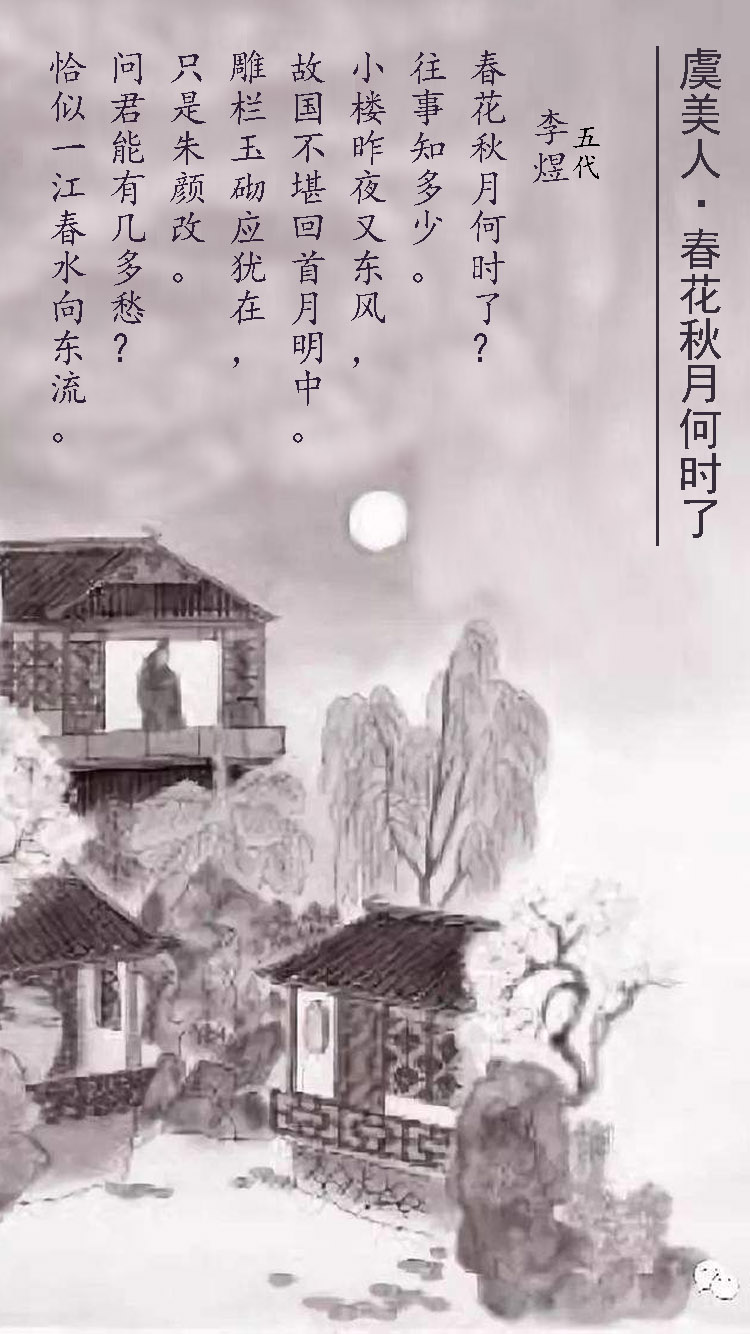 虞美人·春花秋月何时了
五代
李煜
春花秋月何时了？
往事知多少。
小楼昨夜又东风，
故国不堪回首月明中。
雕栏玉砌应犹在，
只是朱颜改。
问君能有几多愁？
恰似一江春水向东流。